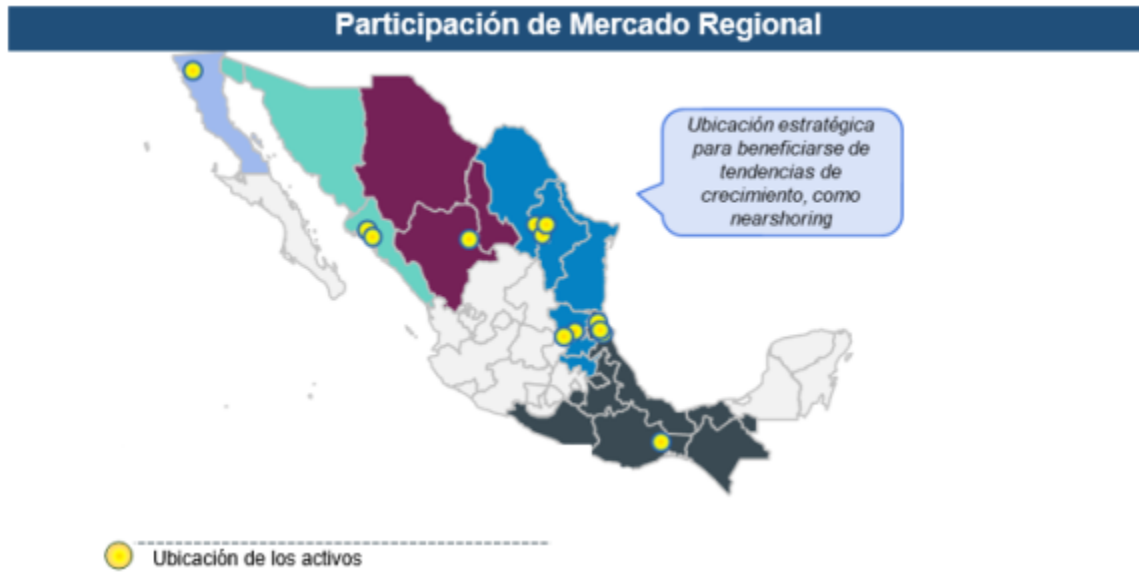 Participación de Mercado Regional
Ubicación estratégica
para beneficiarse de
tendencias de
crecimiento, como
nearshoring
Ubicación de los activos